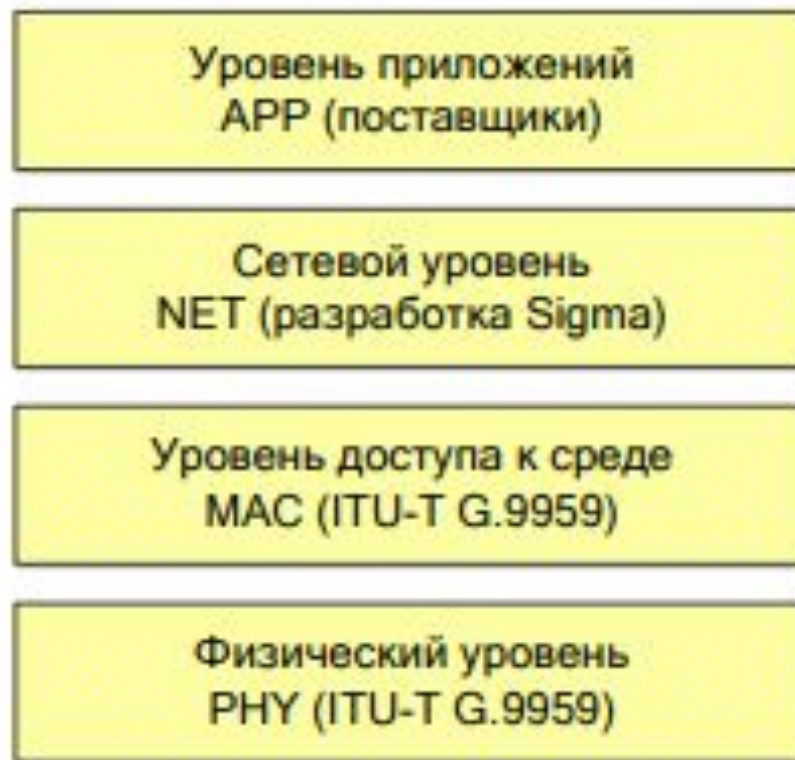 Уровень приложений
APP (поставщики)
Сетевой уровень
NET (разработка Sigma)
Уровень доступа к среде
MAC (ITU-T G.9959)
Физический уровень
PHY (ITU-T G.9959)